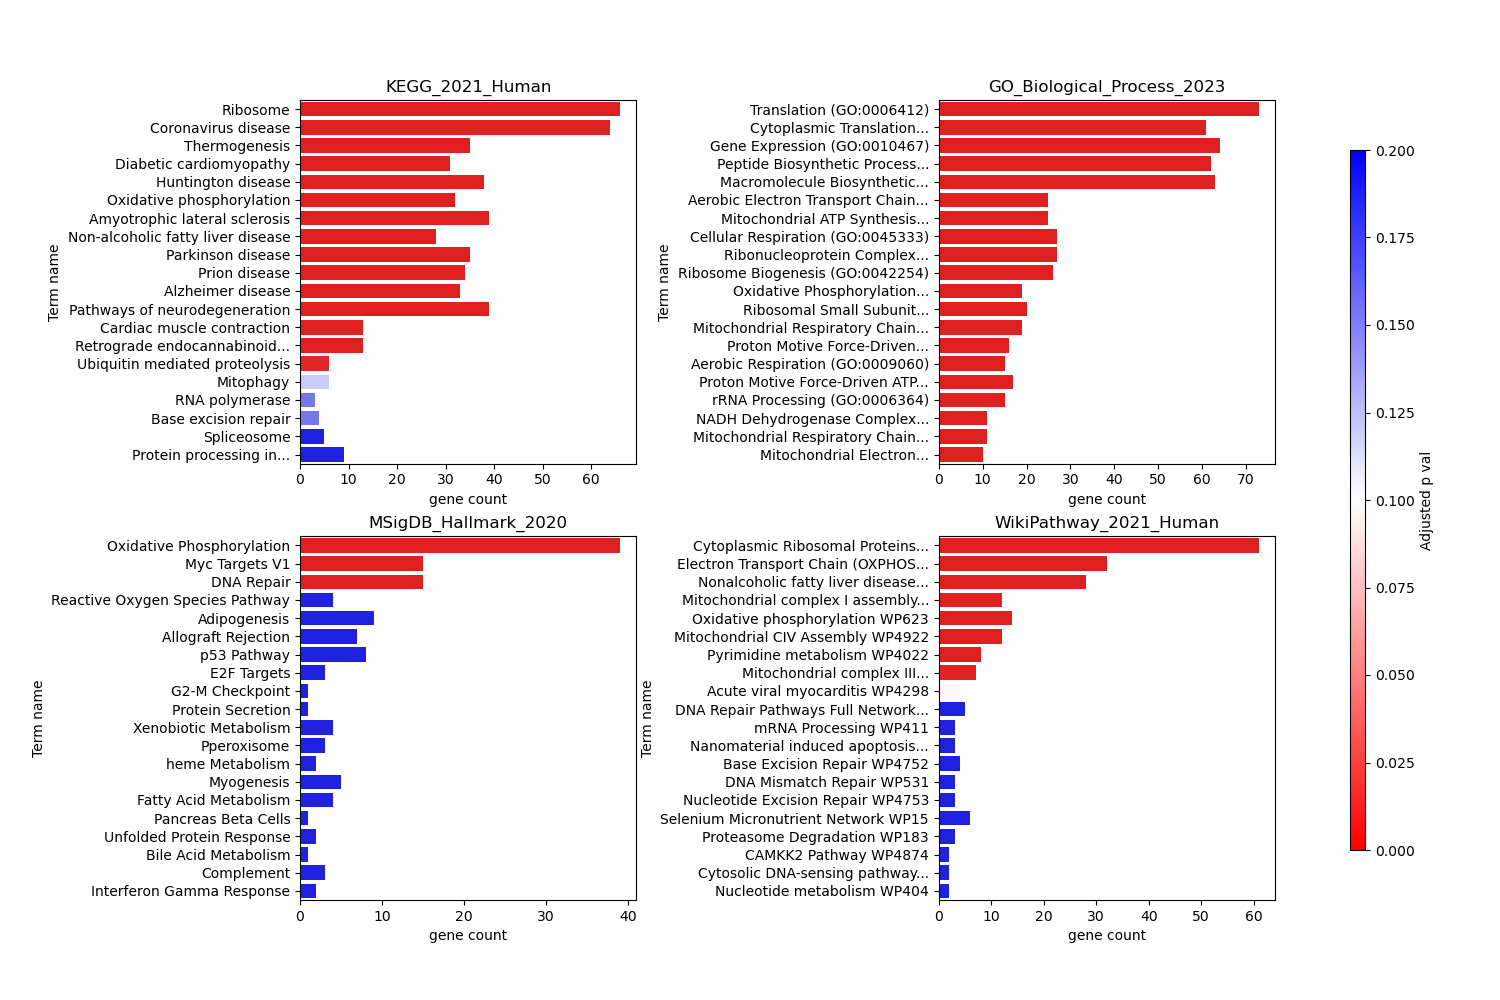 KEGG_2021_Human
Term name
Ribosome
Coronavirus disease
Thermogenesis
Diabetic cardiomyopathy
Huntington disease
Oxidative phosphorylation
Amyotrophic lateral sclerosis
Non-alcoholic fatty liver disease
Parkinson disease
Prion disease
Alzheimer disease
Pathways of neurodegeneration
Cardiac muscle contraction
Retrograde endocannabinoid...
Ubiquitin mediated proteolysis
Mitophagy
RNA polymerase
Base excision repair
Spliceosome
Protein processing in...
0 10 20 30 40 50 60
gene count
GO_Biological_Process_2023
Term name
Translation (GO:0006412)
Cytoplasmic Translation...
Gene Expression (GO:0010467)
Peptide Biosynthetic Process...
Macromolecule Biosynthetic...
Aerobic Electron Transport Chain...
Mitochondrial ATP Synthesis...
Cellular Respiration (GO:0045333)
Ribonucleoprotein Complex...
Ribosome Biogenesis (GO:0042254)
Oxidative Phosphorylation...
Ribosomal Small Subunit...
Mitochondrial Respiratory Chain...
Proton Motive Force-Driven...
Aerobic Respiration (GO:0009060)
Proton Motive Force-Driven ATP...
rRNA Processing (GO:0006364)
NADH Dehydrogenase Complex...
Mitochondrial Respiratory Chain...
Mitochondrial Electron...
0 10 20 30 40 50 60 70
gene count
MSigDB_Hallmark_2020
Term name
Oxidative Phosphorylation
Myc Targets V1
DNA Repair
Reactive Oxygen Species Pathway
Adipogenesis
Allograft Rejection
p53 Pathway
E2F Targets
G2-M Checkpoint
Protein Secretion
Xenobiotic Metabolism
Pperoxisome
heme Metabolism
Myogenesis
Fatty Acid Metabolism
Pancreas Beta Cells
Unfolded Protein Response
Bile Acid Metabolism
Complement
Interferon Gamma Response
0 10 20 30 40
gene count
WikiPathway_2021_Human
Term name
Cytoplasmic Ribosomal Proteins...
Electron Transport Chain (OXPHOS...
Nonalcoholic fatty liver disease...
Mitochondrial complex I assembly...
Oxidative phosphorylation WP623
Mitochondrial CIV Assembly WP4922
Pyrimidine metabolism WP4022
Mitochondrial complex III...
Acute viral myocarditis WP4298
DNA Repair Pathways Full Network...
mRNA Processing WP411
Nanomaterial induced apoptosis...
Base Excision Repair WP4752
DNA Mismatch Repair WP531
Nucleotide Excision Repair WP4753
Selenium Micronutrient Network WP15
Proteasome Degradation WP183
CAMKK2 Pathway WP4874
Cytosolic DNA-sensing pathway...
Nucleotide metabolism WP404
0 10 20 30 40 50 60
gene count
0.200
0.175
0.150
0.125
0.100
0.075
0.050
0.025
0.000
Adjusted p val